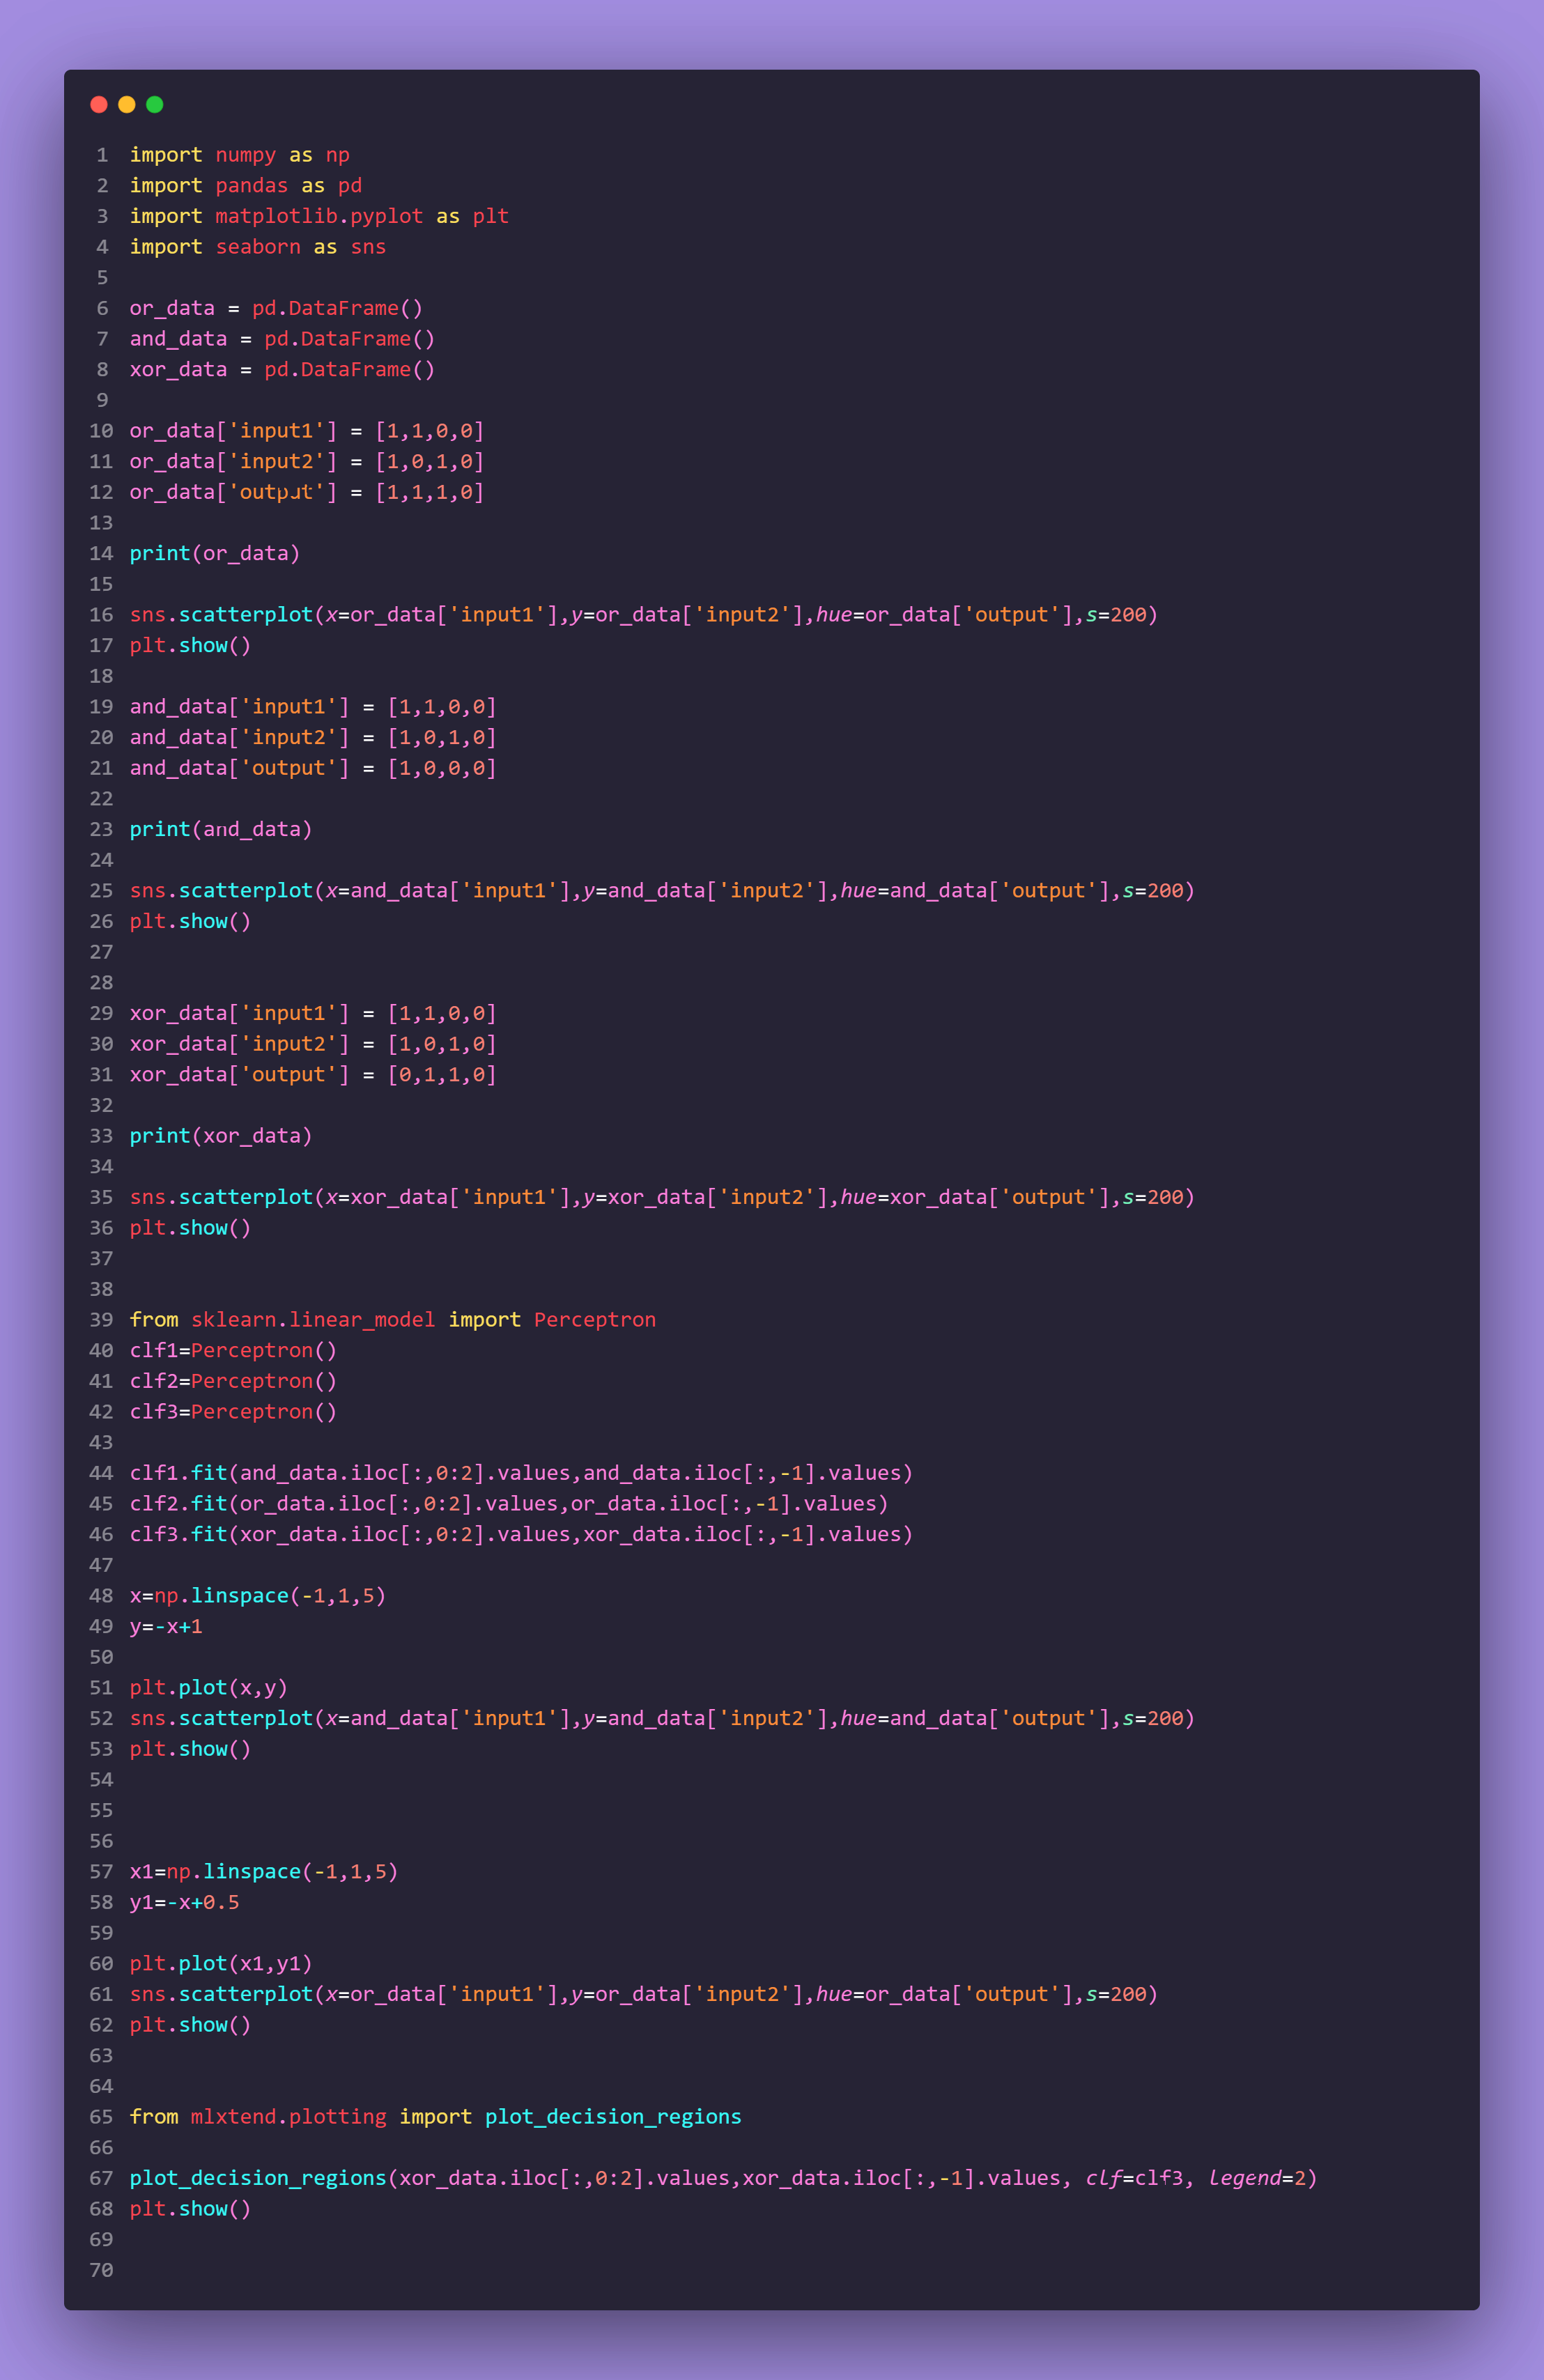 1 import numpy as np
2 import pandas as pd
3 import matplotlib.pyplot as plt
4 import seaborn as sns
5
6 or_data = pd.DataFrame()
7 and_data = pd.DataFrame()
8 xor_data = pd.DataFrame()
9
10 or_data['input1'] = [1,1,0,0]
11 or_data['input2'] = [1,0,1,0]
12 or_data['output'] = [1,1,1,0]
13
14 print(or_data)
15
16 sns.scatterplot(x=or_data['input1'],y=or_data['input2'],hue=or_data['output'],s=200)
17 plt.show()
18
19 and_data['input1'] = [1,1,0,0]
20 and_data['input2'] = [1,0,1,0]
21 and_data['output'] = [1,0,0,0]
22
23 print(and_data)
24
25 sns.scatterplot(x=and_data['input1'],y=and_data['input2'],hue=and_data['output'],s=200)
26 plt.show()
27
28
29 xor_data['input1'] = [1,1,0,0]
30 xor_data['input2'] = [1,0,1,0]
31 xor_data['output'] = [0,1,1,0]
32
33 print(xor_data)
34
35 sns.scatterplot(x=xor_data['input1'],y=xor_data['input2'],hue=xor_data['output'],s=200)
36 plt.show()
37
38
39 from sklearn.linear_model import Perceptron
40 clf1=Perceptron()
41 clf2=Perceptron()
42 clf3=Perceptron()
43
44 clf1.fit(and_data.iloc[:,0:2].values,and_data.iloc[:,-1].values)
45 clf2.fit(or_data.iloc[:,0:2].values,or_data.iloc[:,-1].values)
46 clf3.fit(xor_data.iloc[:,0:2].values,xor_data.iloc[:,-1].values)
47
48 x=np.linspace(-1,1,5)
49 y=-x+1
50
51 plt.plot(x,y)
52 sns.scatterplot(x=and_data['input1'],y=and_data['input2'],hue=and_data['output'],s=200)
53 plt.show()
54
55
56
57 x1=np.linspace(-1,1,5)
58 y1=-x+0.5
59
60 plt.plot(x1,y1)
61 sns.scatterplot(x=or_data['input1'],y=or_data['input2'],hue=or_data['output'],s=200)
62 plt.show()
63
64
65 from mlxtend.plotting import plot_decision_regions
66
67 plot_decision_regions(xor_data.iloc[:,0:2].values,xor_data.iloc[:,-1].values, clf=clf3, legend=2)
68 plt.show()
69
70